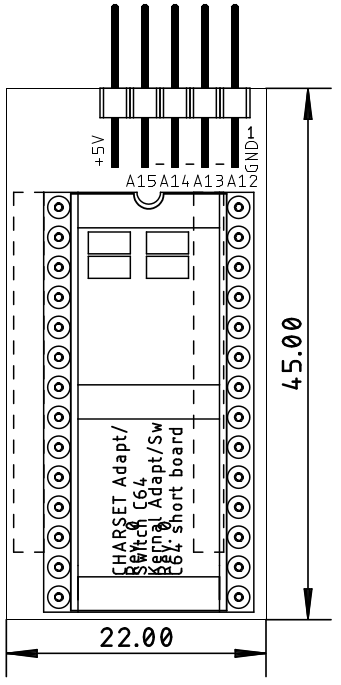 +5V
1
GND
A15 A14 A13 A12
45.00
CHARSET Adapt/
Rev. 0
Switch C64
Kernal Adapt/Sw
Rev. 0
C64 short board
22.00